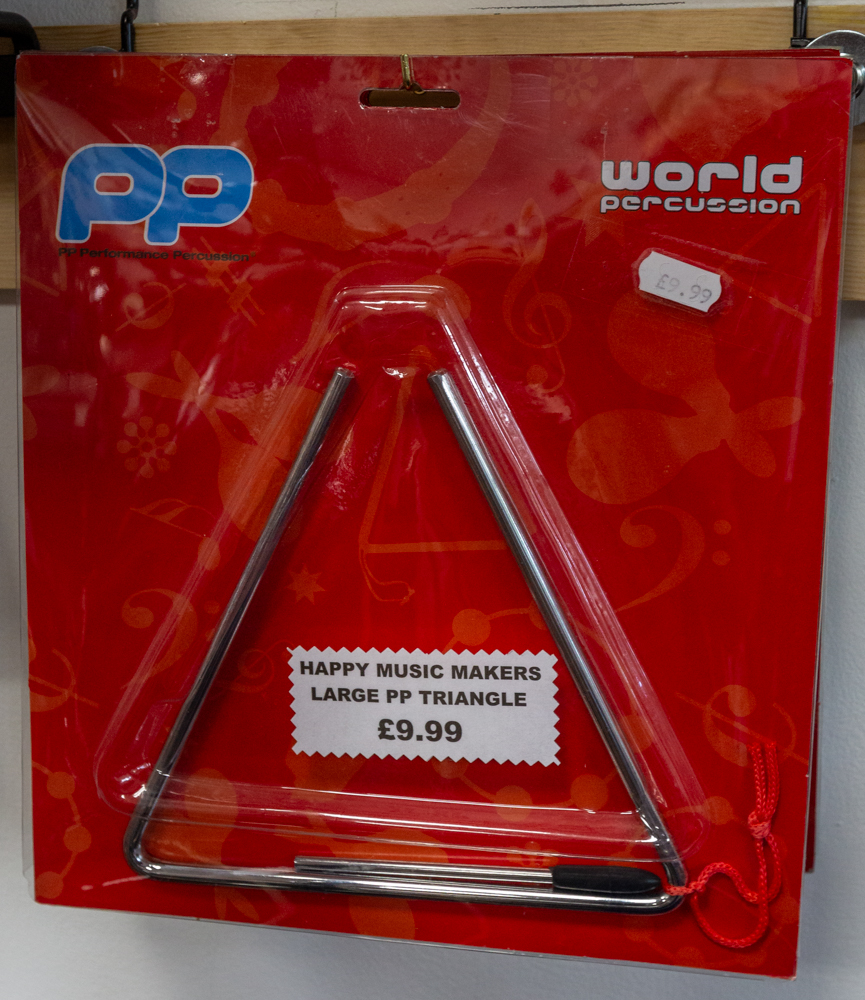 pp
PP Performance Percussion
world
percussion
£9.99
HAPPY MUSIC MAKERS
LARGE PP TRIANGLE
£9.99